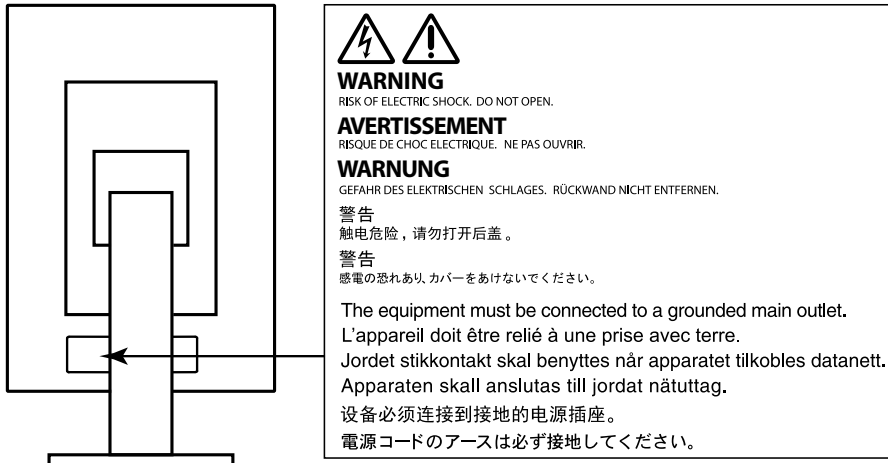 WARNING
RISK OF ELECTRIC SHOCK. DO NOT OPEN.
AVERTISSEMENT
RISQUE DE CHOC ELECTRIQUE. NE PAS OUVRIR.
WARNUNG
GEFAHR DES ELEKTRISCHEN SCHLAGES. RÜCKWAND NICHT ENTFERNEN.
警告
触电危险，请勿打开后盖。
警告
感電の恐れあり、カバーをあけないでください。
The equipment must be connected to a grounded main outlet.
L'appareil doit être relié à une prise avec terre.
Jordet stikkontakt skal benyttes når apparatet tilkobles datanett.
Apparaten skall anslutas till jordat nätuttag.
设备必须连接到接地的电源插座。
電源コードのアースは必ず接地してください。